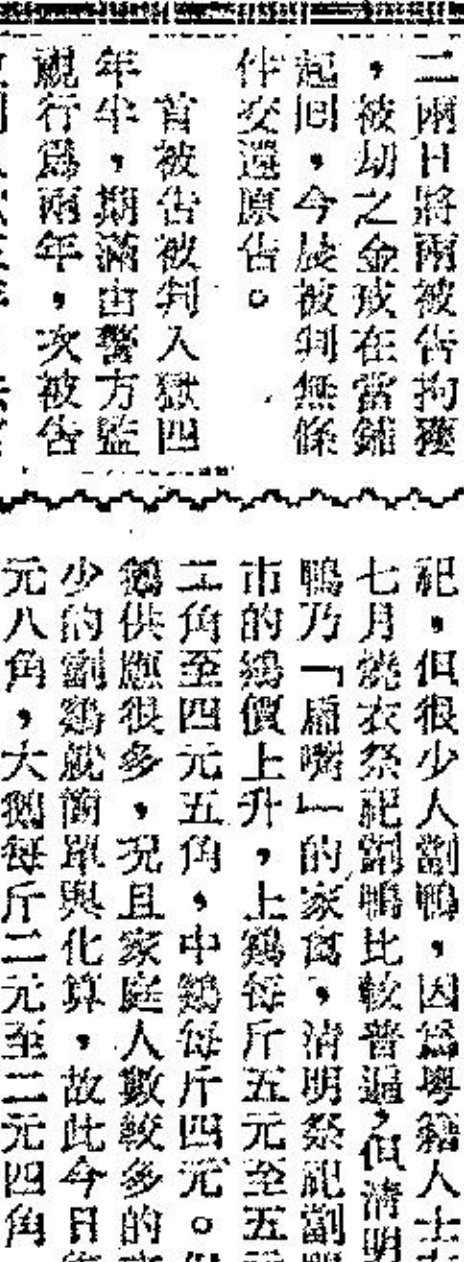 二兩日將兩被告拘獲
，被刧之金戒在當鋪
起回，今晨被判無條
件交還原告。
首被告被判入獄四
年半，期滿由警方監
視行爲兩年，次被告
祀，但很少人劏鴨，因爲粤籍人士
七月燒衣祭祀劏鴨比較普遍，但清明
鴨乃「扁嘴」的家禽，清明祭祀劏
市的鷄價上升，上鷄每斤五元至五
二角至四元五角，中鷄每斤四元。
鵝供應很多，況且家庭人數較多的
少的劏鷄就簡單與化算，故此今日
元八角，大鵝每斤二元至二元四角